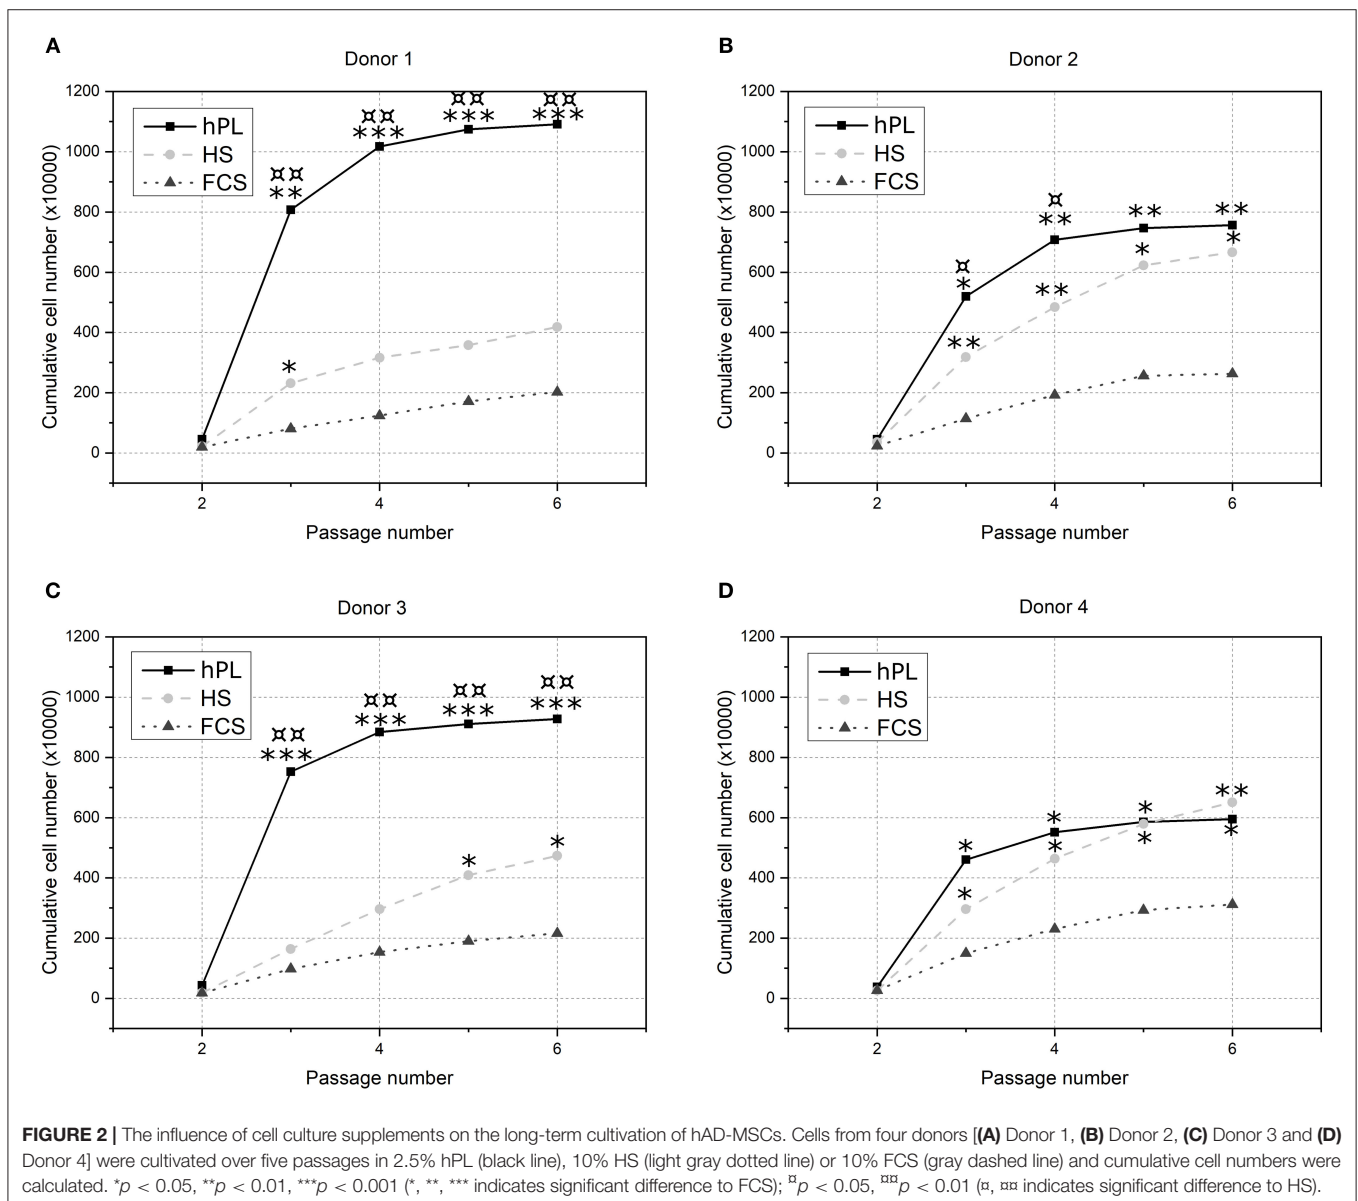 A
Donor 1
¤¤
¤¤
***
¤¤
***
¤¤
***
¤¤
**
*
hPL
HS
FCS
1200
1000
800
600
400
200
0
Cumulative cell number (x10000)
2
4
6
Passage number
B
Donor 2
hPL
HS
FCS
¤
*
¤
**
**
**
**
**
*
*
1200
1000
800
600
400
200
0
Cumulative cell number (x10000)
2
4
6
Passage number
C
Donor 3
hPL
HS
FCS
¤¤
***
¤¤
***
¤¤
***
¤¤
***
*
*
1200
1000
800
600
400
200
0
Cumulative cell number (x10000)
2
4
6
Passage number
D
Donor 4
hPL
HS
FCS
*
*
*
**
*
*
*
*
1200
1000
800
600
400
200
0
Cumulative cell number (x10000)
2
4
6
Passage number
FIGURE 2 | The influence of cell culture supplements on the long-term cultivation of hAD-MSCs. Cells from four donors [(A) Donor 1, (B) Donor 2, (C) Donor 3 and (D)
Donor 4] were cultivated over five passages in 2.5% hPL (black line), 10% HS (light gray dotted line) or 10% FCS (gray dashed line) and cumulative cell numbers were
calculated. *p < 0.05, **p < 0.01, ***p < 0.001 (*, **, *** indicates significant difference to FCS); ¤p < 0.05, ¤¤p < 0.01 (¤, ¤¤ indicates significant difference to HS).